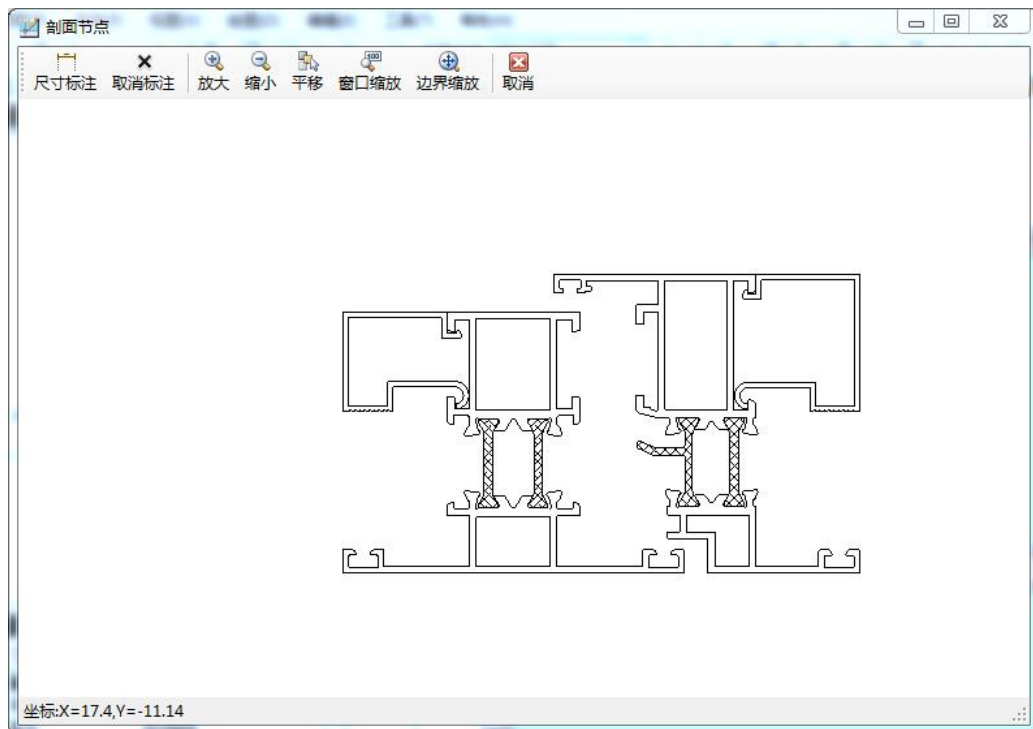 剖面节点
尺寸标注 取消标注 放大 缩小 平移 窗口缩放 边界缩放 取消
坐标:X=17.4,Y=-11.14